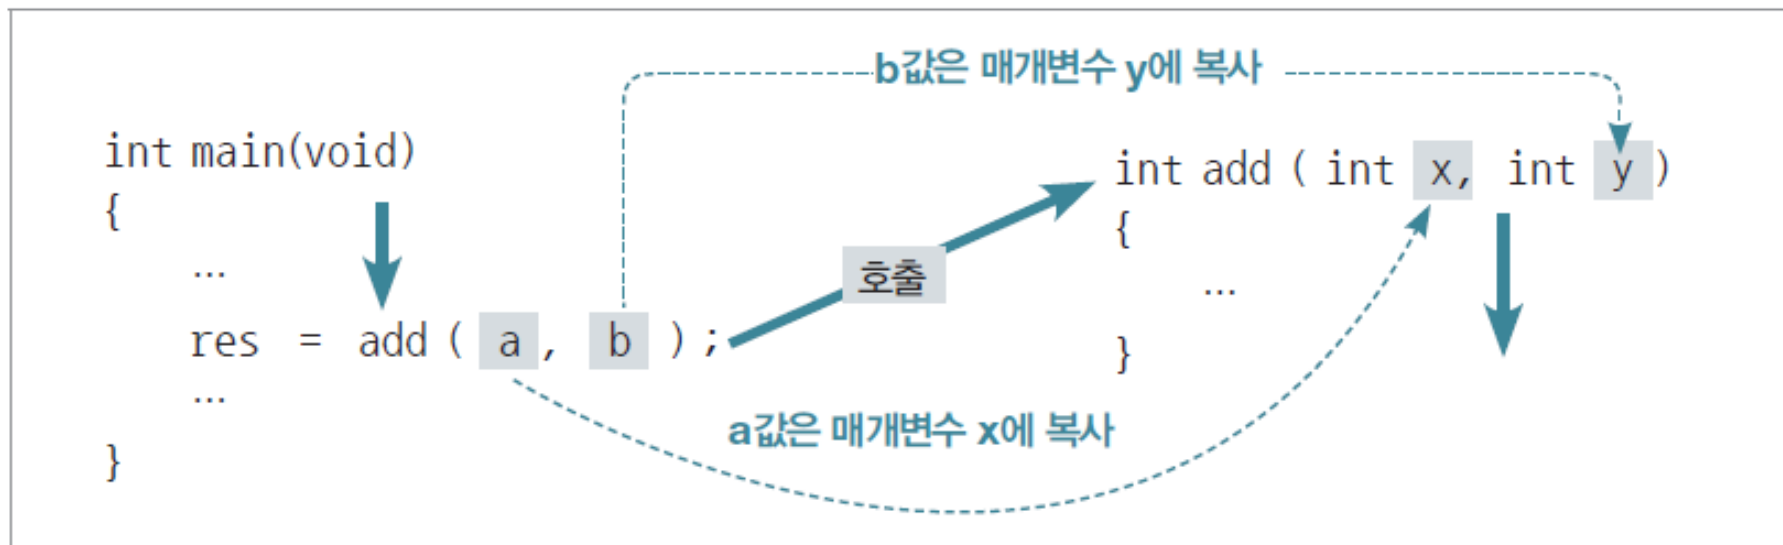 b값은 매개변수 y에 복사
int main(void)
{
...
res = add ( a, b ) ;
...
}
호출
int add ( int x, int y )
{
...
}
a값은 매개변수 x에 복사